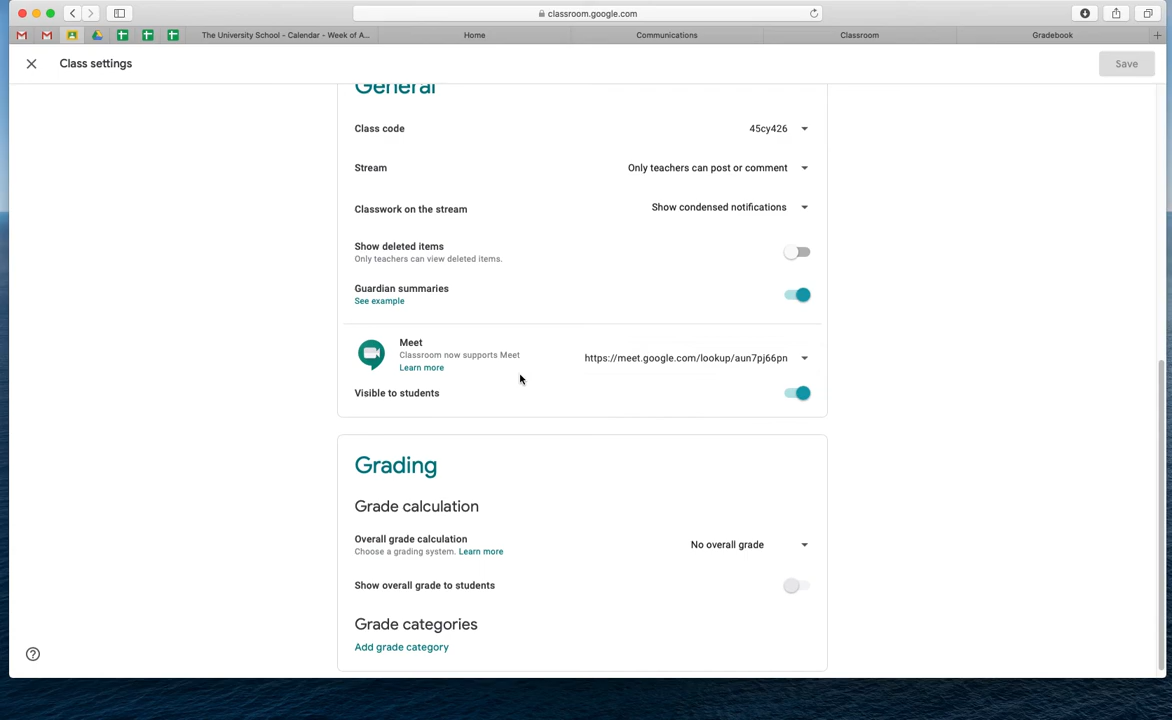 classroom.google.com
The University School - Calendar - Week of A...
Home
Communications
Classroom
Gradebook
Class settings
Save
General
Class code
45cy426
Stream
Only teachers can post or comment
Classwork on the stream
Show condensed notifications
Show deleted items
Only teachers can view deleted items.
Guardian summaries
See example
Meet
Classroom now supports Meet
https://meet.google.com/lookup/aun7pj66pn
Learn more
Visible to students
Grading
Grade calculation
Overall grade calculation
No overall grade
Choose a grading system. Learn more
Show overall grade to students
Grade categories
Add grade category